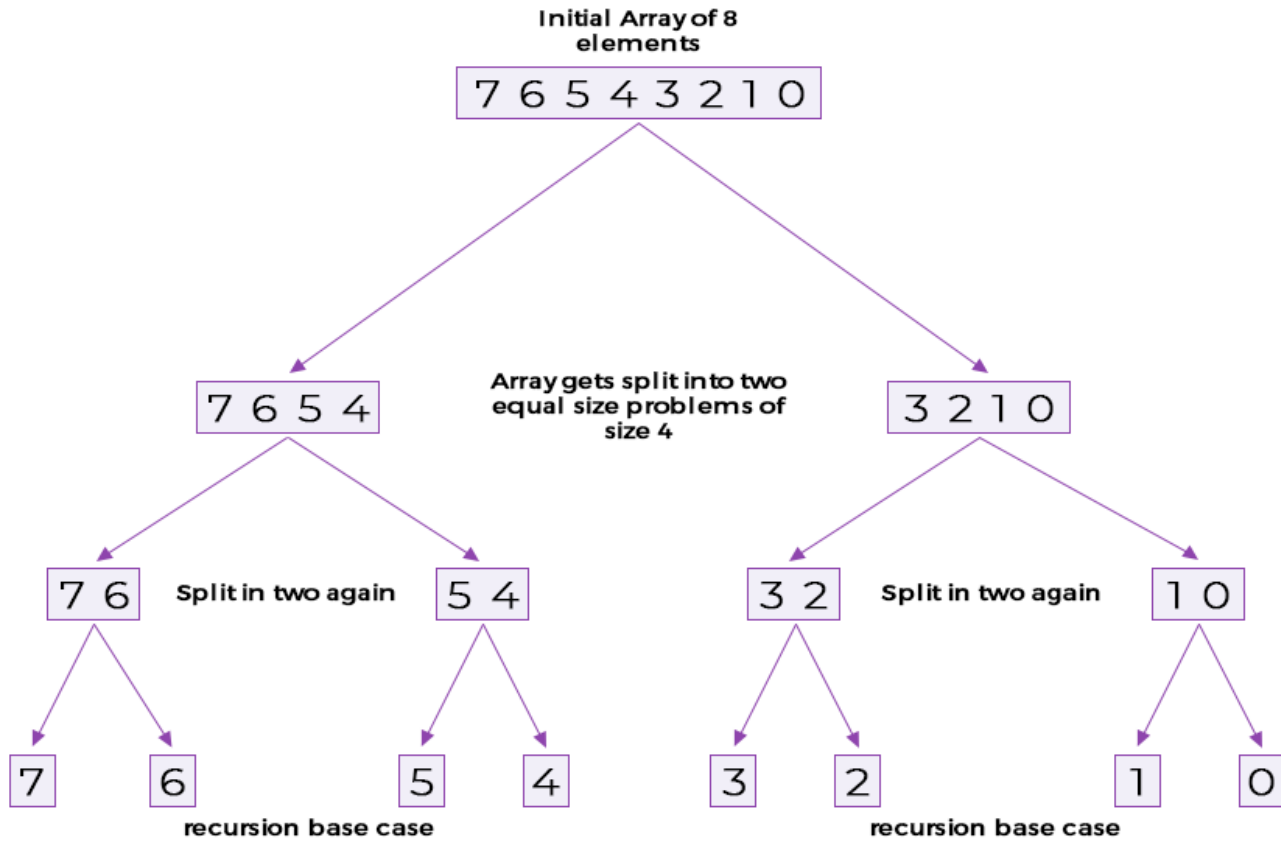 Initial Array of 8
elements
7 6 5 4 3 2 1 0
7 6 5 4
Array gets split into two
equal size problems of
size 4
3 2 1 0
7 6
Split in two again
5 4
3 2
Split in two again
1 0
7
6
5
4
3
2
1
0
recursion base case
recursion base case